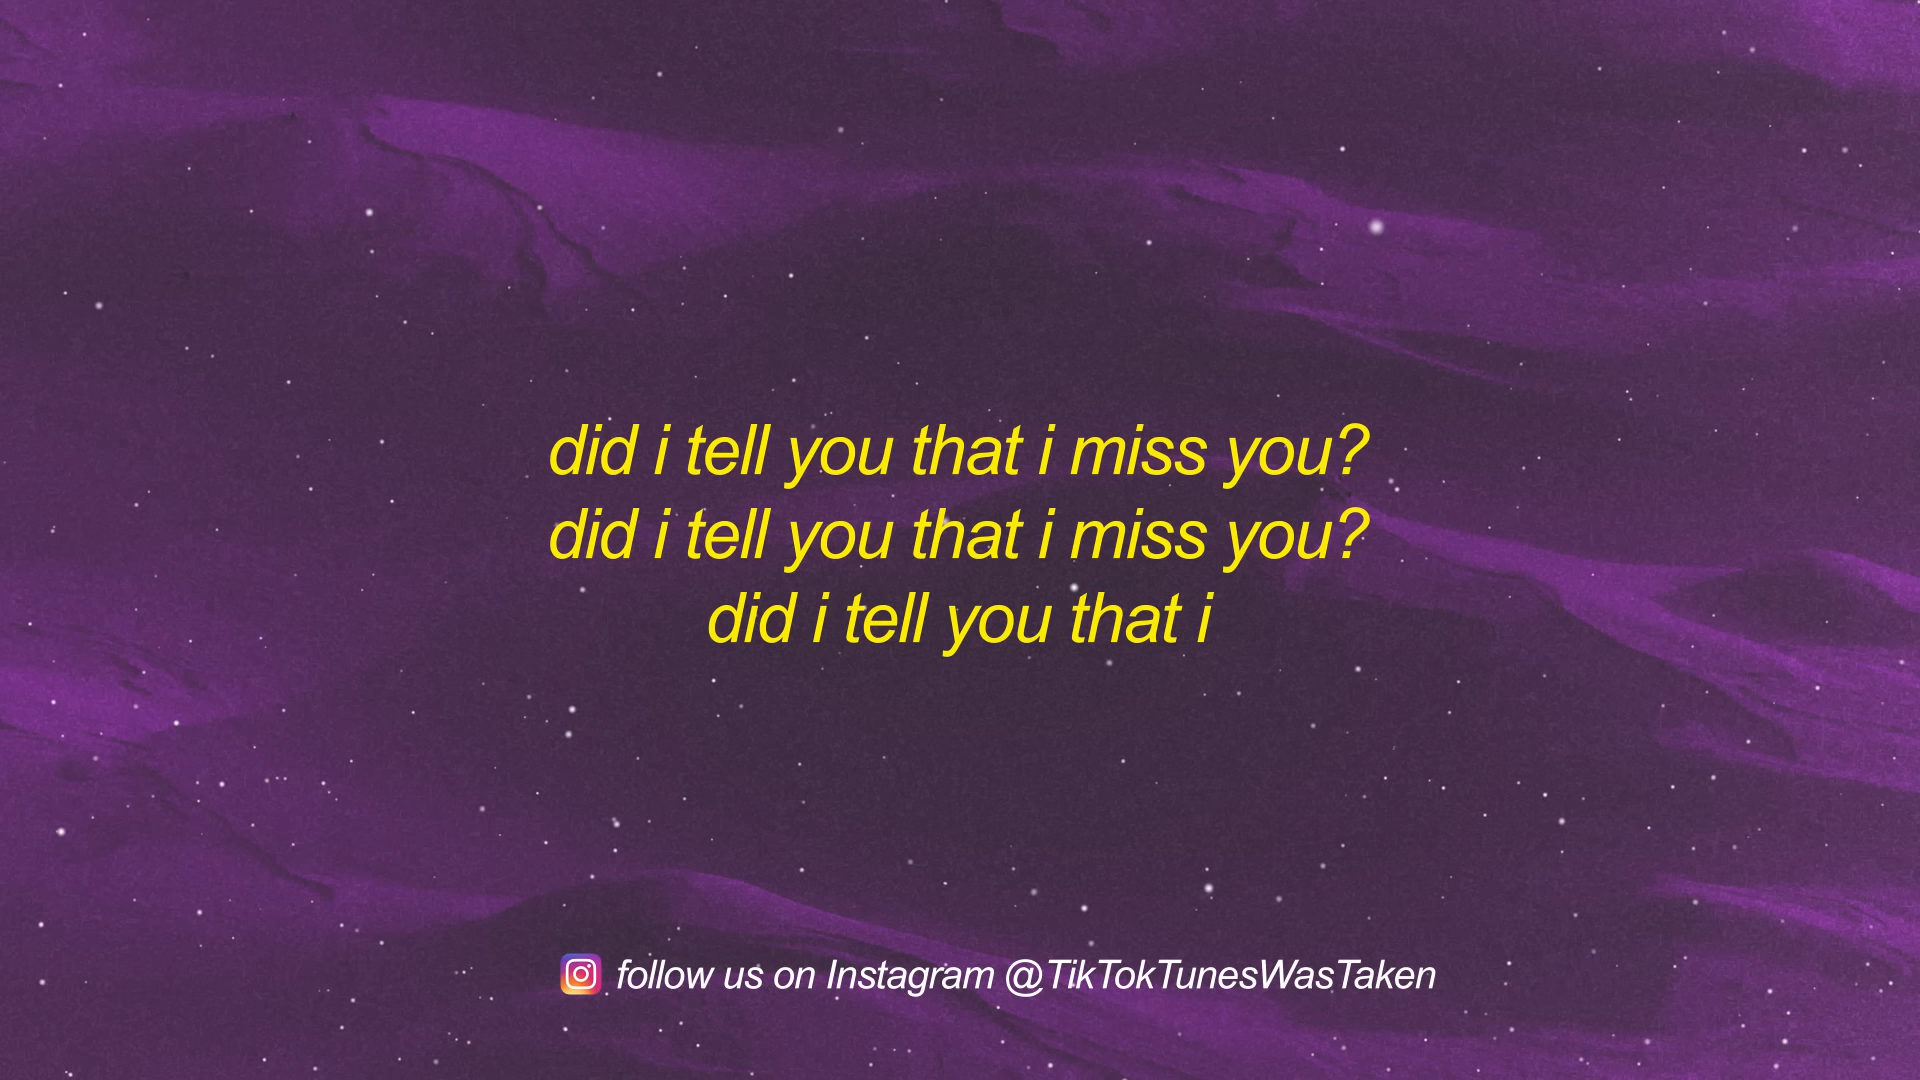 did i tell you that i miss you?
did i tell you that i miss you?
did i tell you that i
follow us on Instagram @TikTokTunesWasTaken